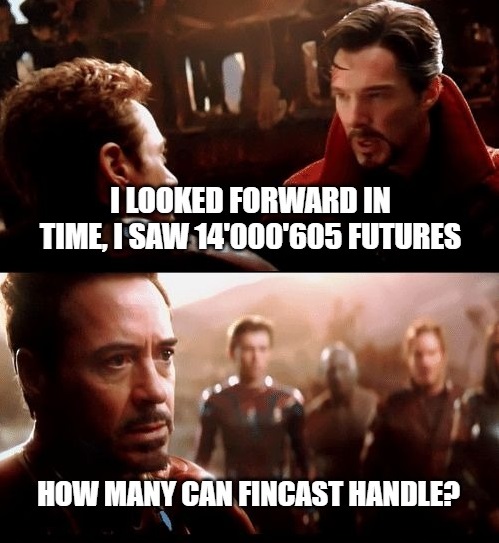 I LOOKED FORWARD IN
TIME, I SAW 14'000'605 FUTURES
HOW MANY CAN FINCAST HANDLE?